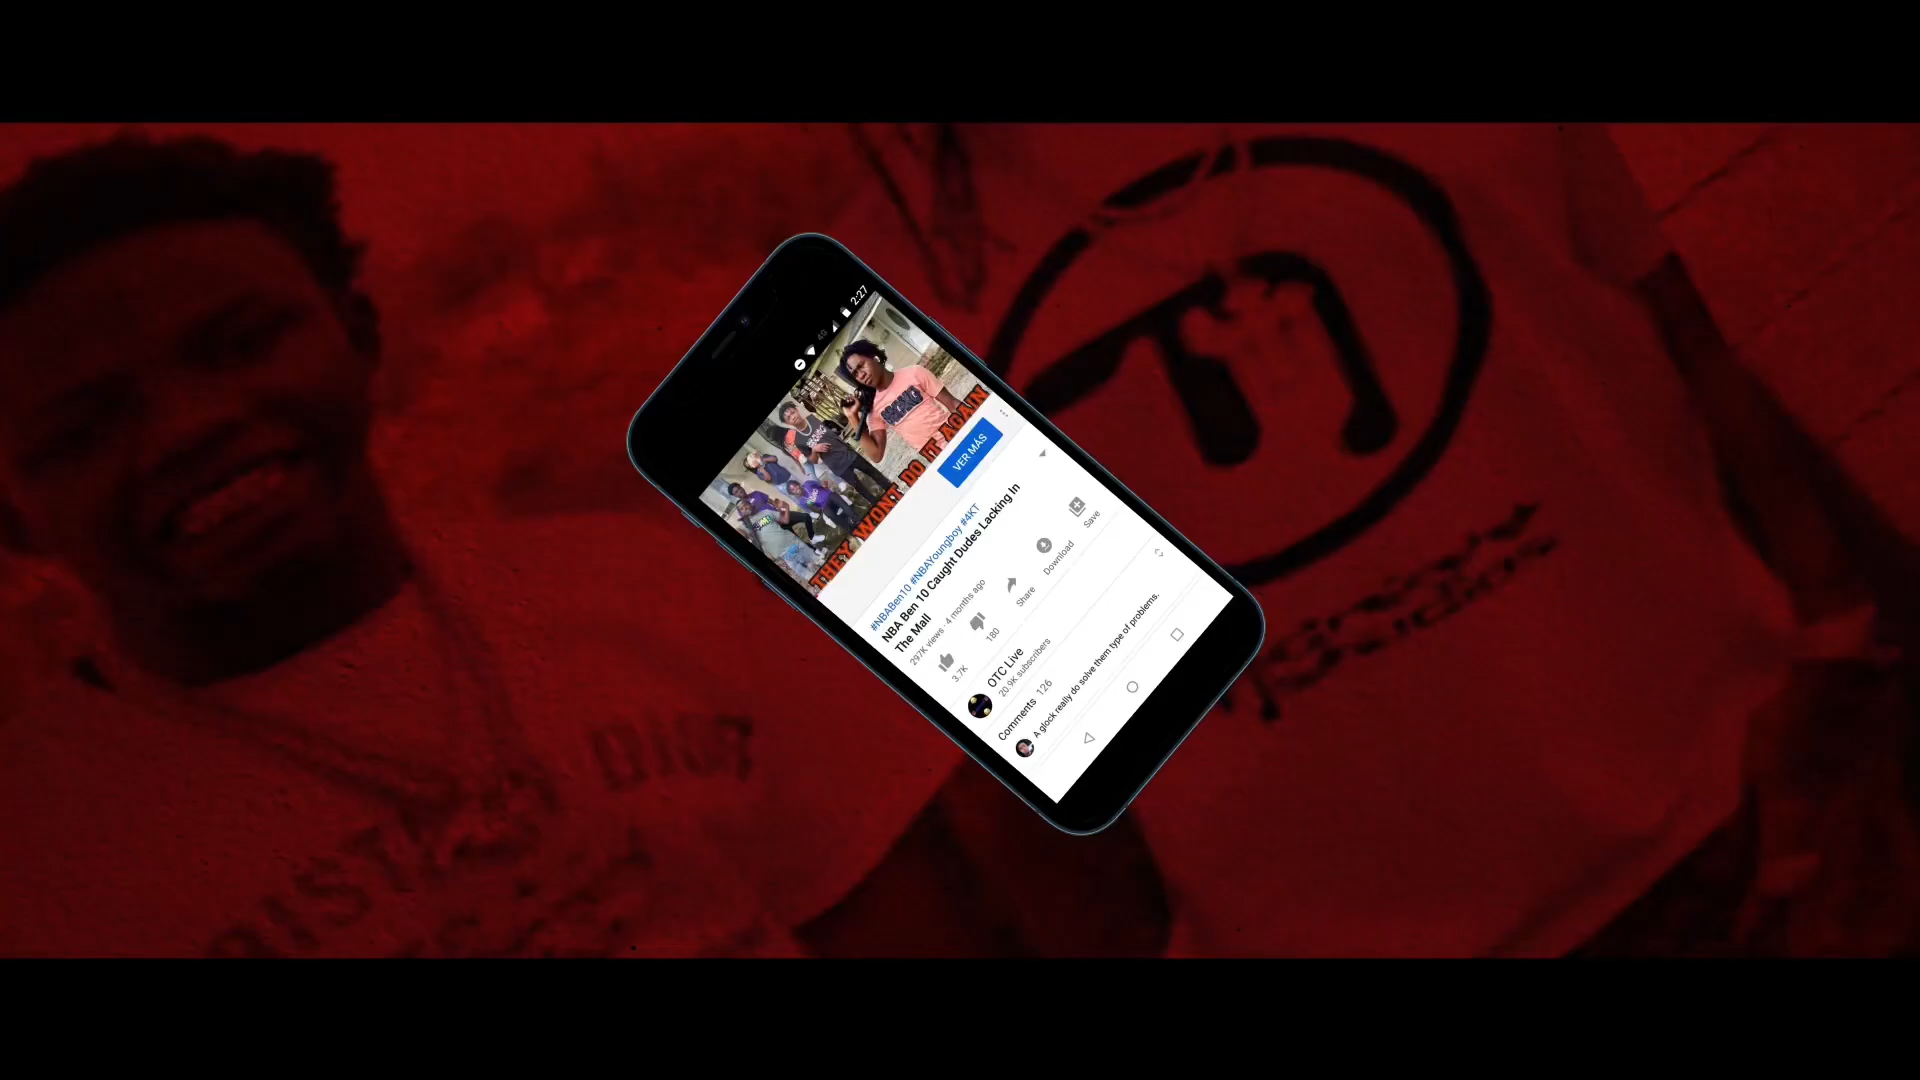 2:27
4G
THEY WONT DO IT AGAIN
VER MÁS
#NBABen10 #NBAYoungboy #4KT
NBA Ben 10 Caught Dudes Lacking In
The Mall
297K views · 4 months ago
3.7K
180
Share
Download
Save
OTC Live
20.9K subscribers
Comments 126
A glock really do solve them type of problems.